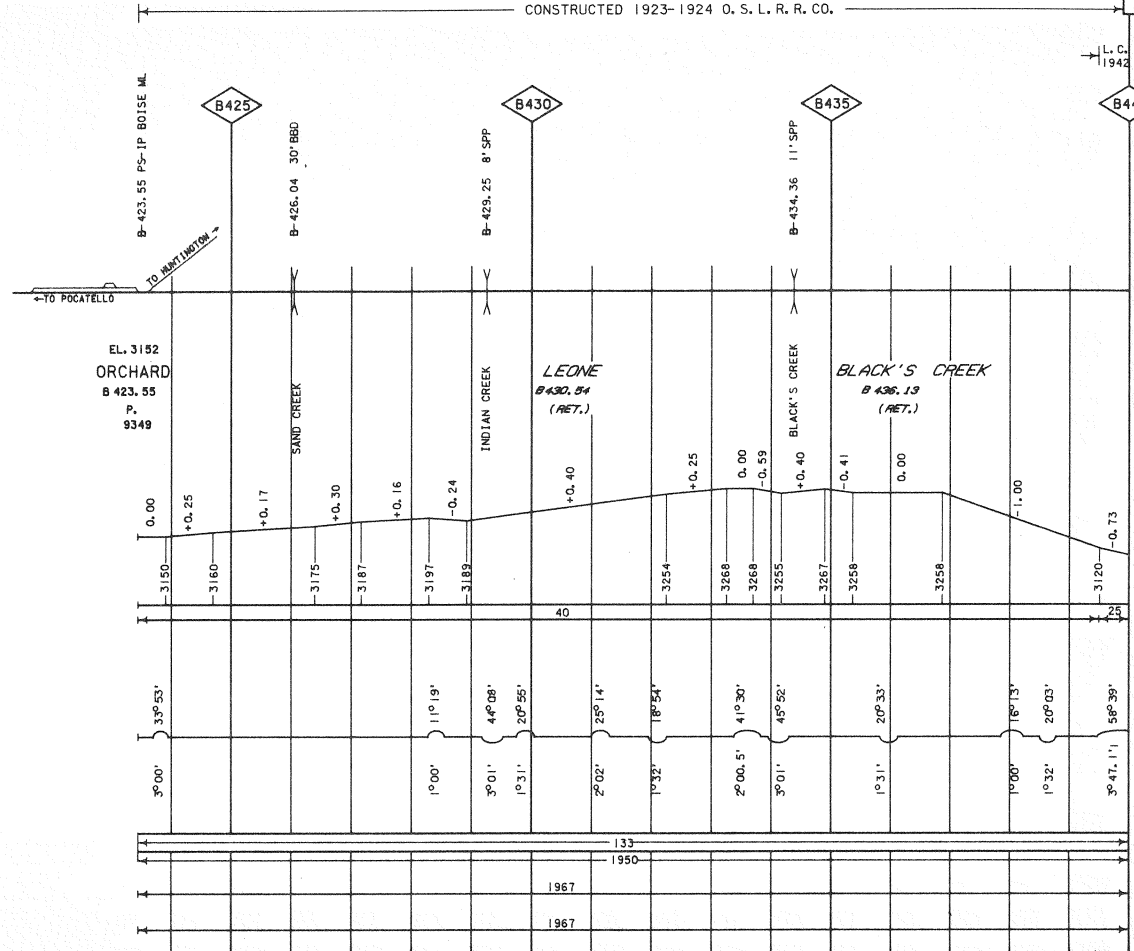 CONSTRUCTED 1923-1924 O.S.L.R.R.CO.
L.C.
1942
B425
B430
B435
B44
B-423.55 PS-IP BOISE ML
B-426.04 30'BBD
B-429.25 8'SPP
B-434.36 11'SPP
TO HUNTINGTON →
←TO POCATELLO
EL. 3152
ORCHARD
B 423.55
P.
9349
SAND CREEK
INDIAN CREEK
LEONE
B 430.54
(RET.)
BLACK'S CREEK
BLACK'S CREEK
B 436.13
(RET.)
0.00
+0.25
+0.17
+0.30
+0.16
-0.24
+0.40
+0.25
0.00
-0.59
+0.40
-0.41
0.00
-1.00
-0.73
3150
3160
3175
3187
3197
3189
3254
3268
3268
3255
3267
3258
3258
3120
40
25
33°53'
11°19'
44°08'
20°55'
25°14'
18°54'
41°30'
45°52'
20°33'
16°13'
20°03'
58°39'
3°00'
1°00'
3°01'
1°31'
2°02'
1°32'
2°00.5'
3°01'
1°31'
1°00'
1°32'
3°47.1'1
133
1950
1967
1967